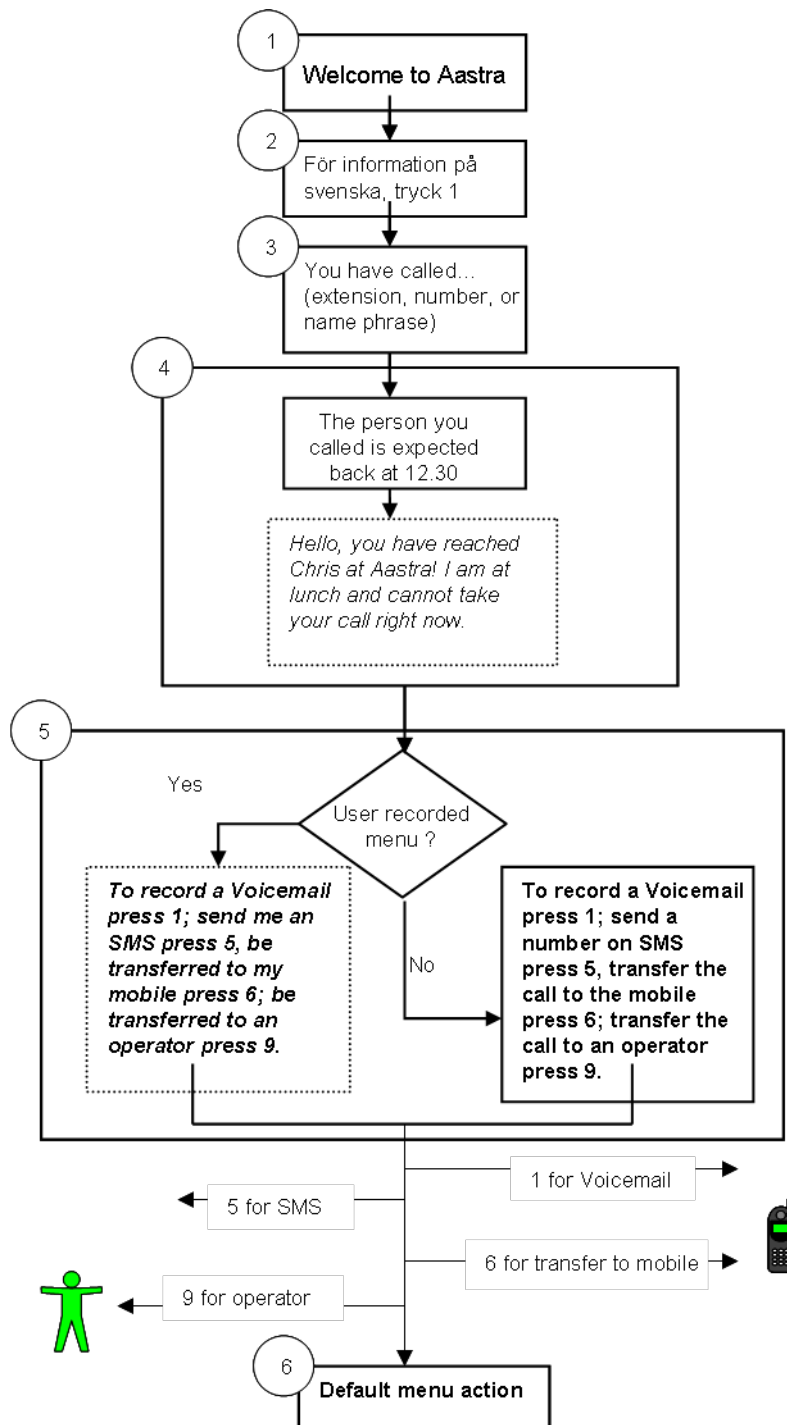 1
Welcome to Aastra
2
För information på
svenska, tryck 1
3
You have called...
(extension, number, or
name phrase)
4
The person you
called is expected
back at 12.30
Hello, you have reached
Chris at Aastra! I am at
lunch and cannot take
your call right now.
5
Yes
User recorded
menu ?
To record a Voicemail
press 1; send me an
SMS press 5, be
transferred to my
mobile press 6; be
transferred to an
operator press 9.
No
To record a Voicemail
press 1; send a
number on SMS
press 5, transfer the
call to the mobile
press 6; transfer the
call to an operator
press 9.
1 for Voicemail
5 for SMS
6 for transfer to mobile
9 for operator
6
Default menu action